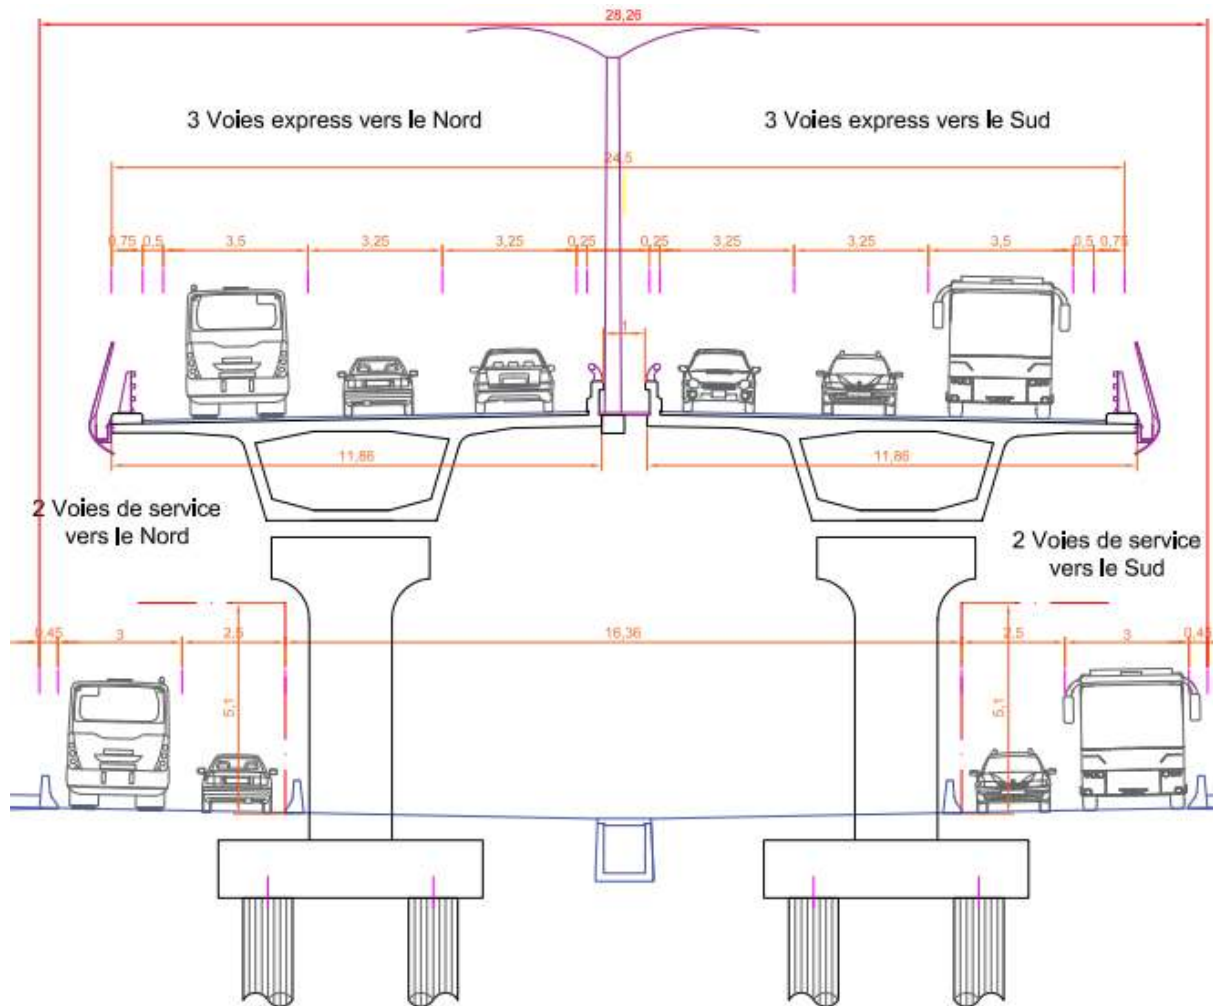 28,26
3 Voies express vers le Nord
3 Voies express vers le Sud
24,5
0,75 0,5 3,5 3,25 3,25 0,25 0,25 3,25 3,25 3,5 0,5 0,75
1
11,86 11,86
2 Voies de service
vers le Nord
2 Voies de service
vers le Sud
0,45 3 2,5 16,36 2,5 3 0,45
5,1 5,1